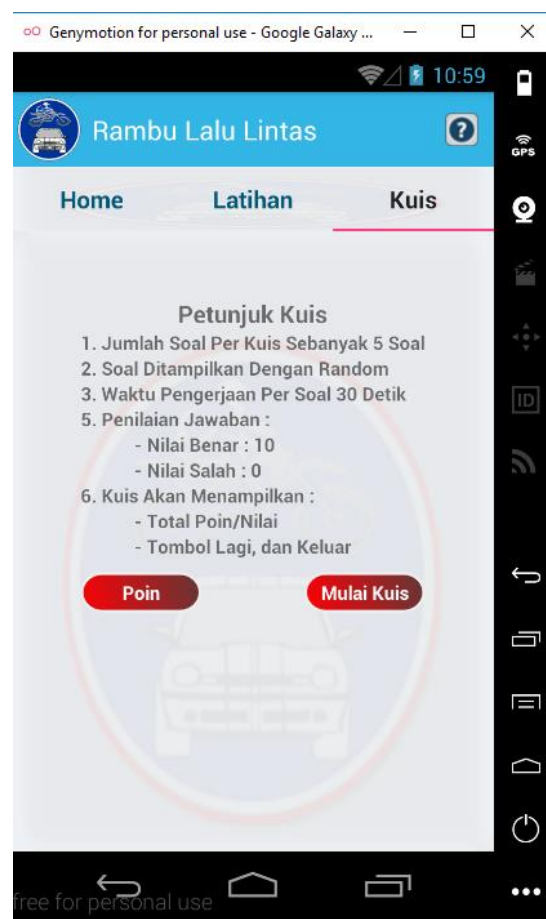 Genymotion for personal use - Google Galaxy ...
10:59
Rambu Lalu Lintas
?
GPS
Home Latihan Kuis
Petunjuk Kuis
1. Jumlah Soal Per Kuis Sebanyak 5 Soal
2. Soal Ditampilkan Dengan Random
3. Waktu Pengerjaan Per Soal 30 Detik
5. Penilaian Jawaban :
- Nilai Benar : 10
- Nilai Salah : 0
6. Kuis Akan Menampilkan :
- Total Poin/Nilai
- Tombol Lagi, dan Keluar
ID
Poin Mulai Kuis
free for personal use